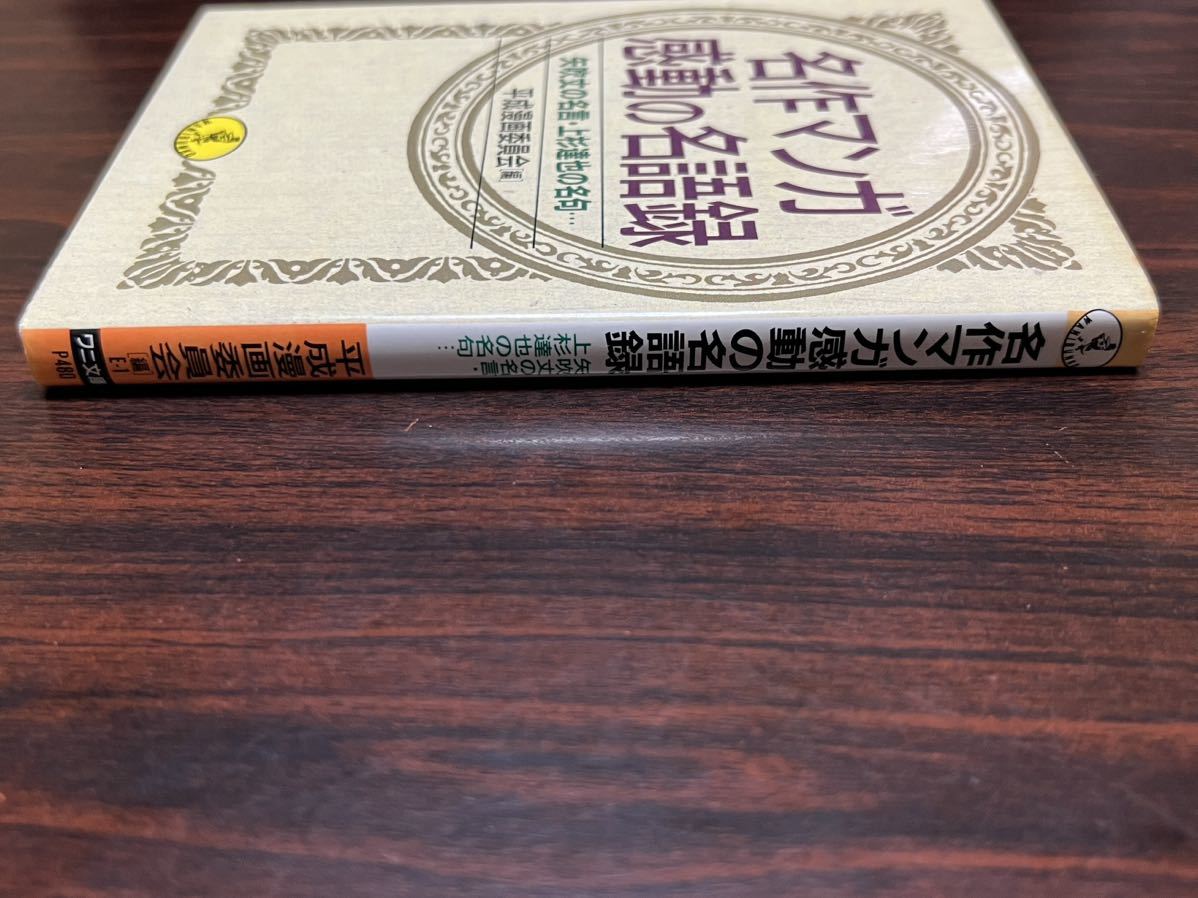 名作マンガ
感動の名語録
矢吹丈の名言・上杉達也の名句…
平成漫画委員会[編]
名作マンガ感動の名語録
矢吹丈の名言・
上杉達也の名句…
平成漫画委員会
[編]
E-1
ワニ文庫
P-480